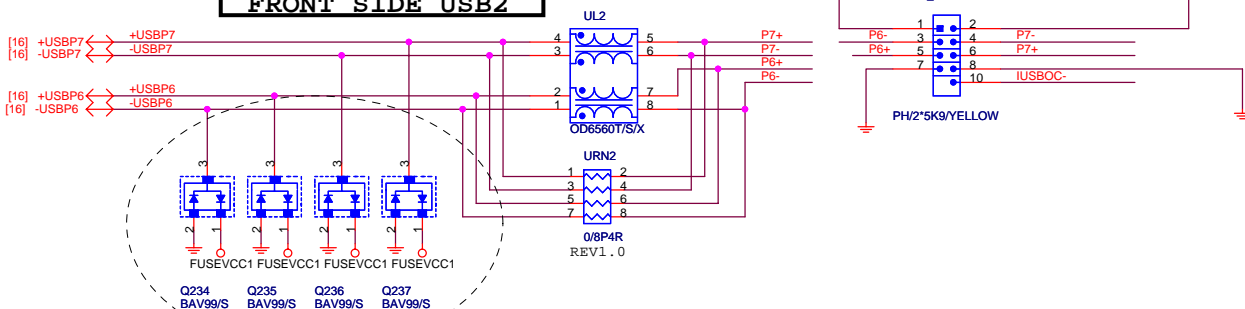 FRONT SIDE USB2
UL2
[16] +USBP7 +USBP7 4 5 P7+
[16] -USBP7 -USBP7 3 6 P7-
P6+
[16] +USBP6 +USBP6 2 7 P6-
[16] -USBP6 -USBP6 1 8
OD6560T/S/X
1 2
P6- 3 4 P7-
P6+ 5 6 P7+
7 8
10 IUSBOC-
PH/2*5K9/YELLOW
URN2
1 2
3 4
5 6
7 8
0/8P4R
REV1.0
3 3 3 3
2 1 2 1 2 1 2 1
FUSEVCC1 FUSEVCC1 FUSEVCC1 FUSEVCC1
Q234 Q235 Q236 Q237
BAV99/S BAV99/S BAV99/S BAV99/S